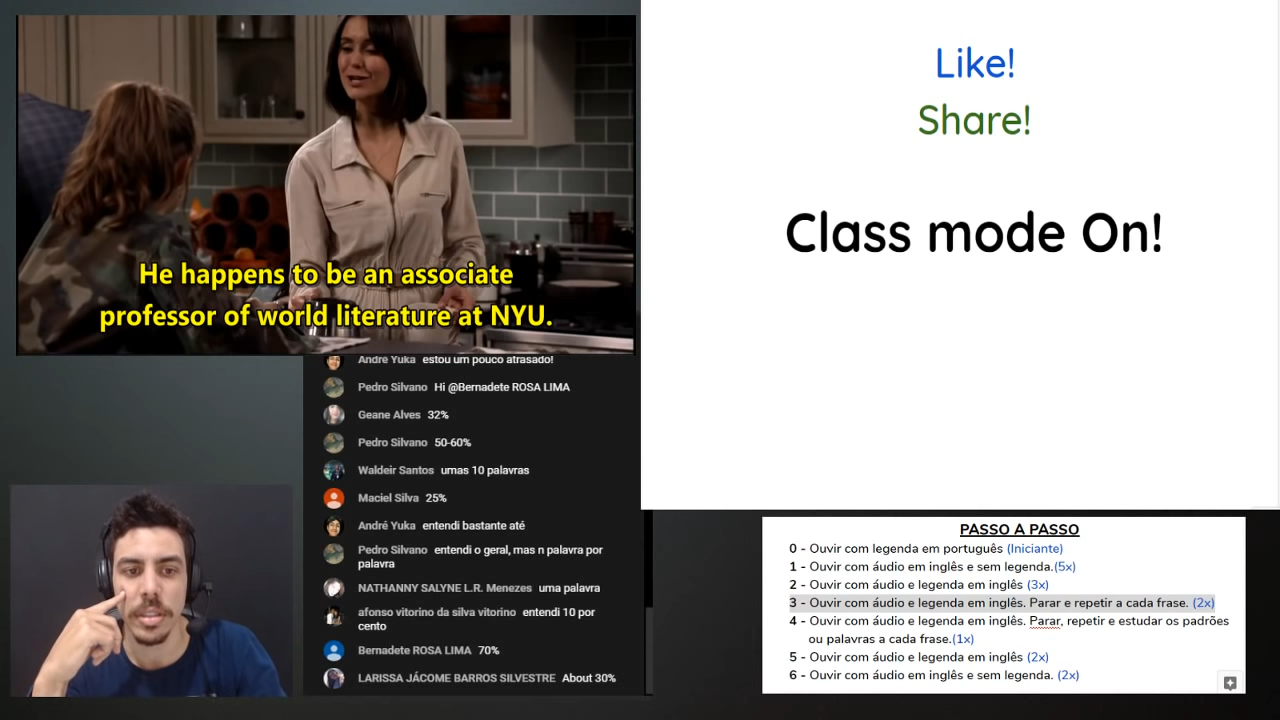 He happens to be an associate
professor of world literature at NYU.
Like!
Share!
Class mode On!
André Yuka estou um pouco atrasado!
Pedro Silvano Hi @Bernadete ROSA LIMA
Geane Alves 32%
Pedro Silvano 50-60%
Waldeir Santos umas 10 palavras
Maciel Silva 25%
André Yuka entendi bastante até
Pedro Silvano entendi o geral, mas n palavra por
palavra
NATHANNY SALYNE L.R. Menezes uma palavra
afonso vitorino da silva vitorino entendi 10 por
cento
Bernadete ROSA LIMA 70%
LARISSA JÁCOME BARROS SILVESTRE About 30%
PASSO A PASSO
0 - Ouvir com legenda em português (Iniciante)
1 - Ouvir com áudio em inglês e sem legenda.(5x)
2 - Ouvir com áudio e legenda em inglês (3x)
3 - Ouvir com áudio e legenda em inglês. Parar e repetir a cada frase. (2x)
4 - Ouvir com áudio e legenda em inglês. Parar, repetir e estudar os padrões
ou palavras a cada frase.(1x)
5 - Ouvir com áudio e legenda em inglês (2x)
6 - Ouvir com áudio em inglês e sem legenda. (2x)